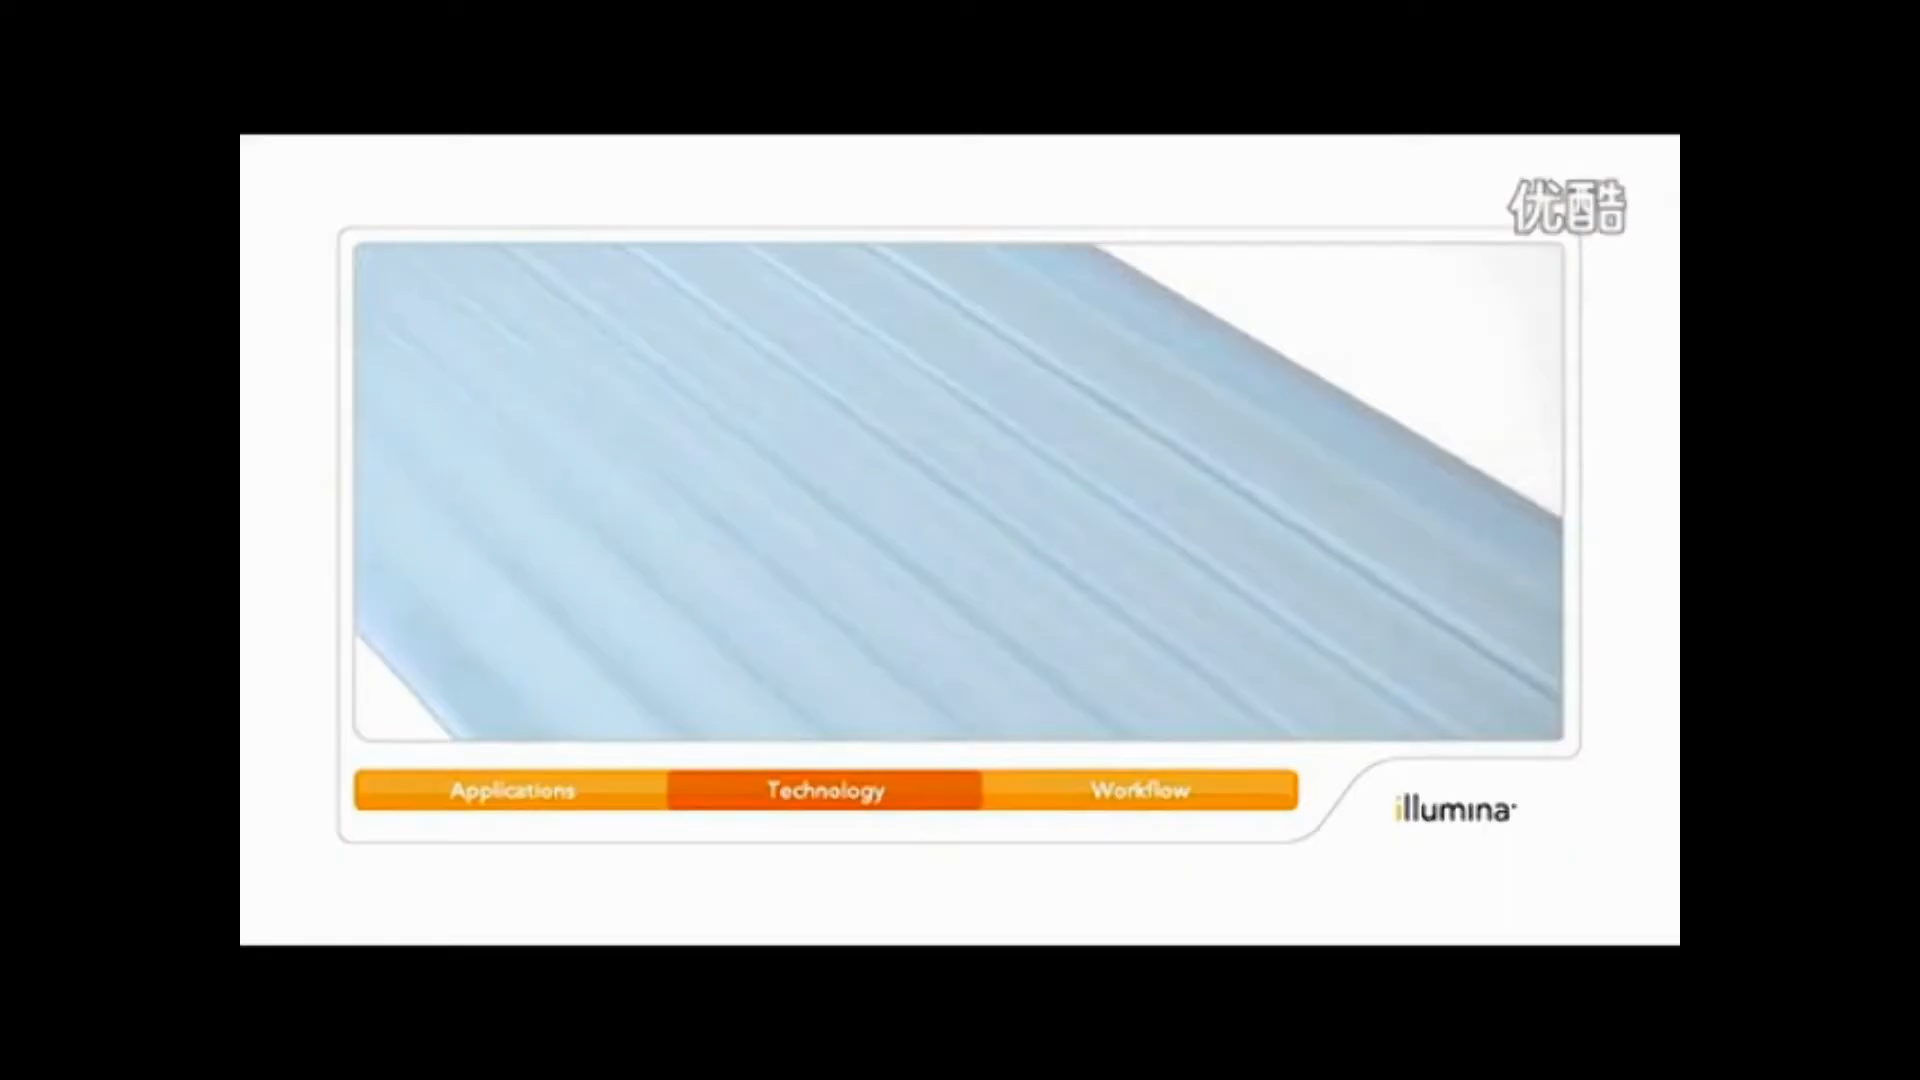 优酷
Applications
Technology
Workflow
illumina